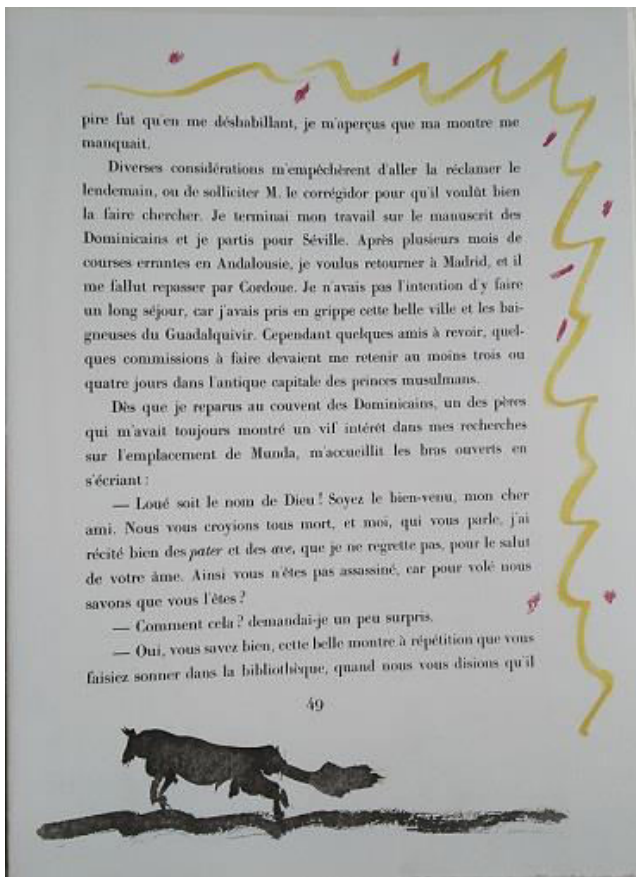 pire fut qu'en me déshabillant, je m'aperçus que ma montre me
manquait.
Diverses considérations m'empêchèrent d'aller la réclamer le
lendemain, ou de solliciter M. le corrégidor pour qu'il voulût bien
la faire chercher. Je terminai mon travail sur le manuscrit des
Dominicains et je partis pour Séville. Après plusieurs mois de
courses errantes en Andalousie, je voulus retourner à Madrid, et il
me fallut repasser par Cordoue. Je n'avais pas l'intention d'y faire
un long séjour, car j'avais pris en grippe cette belle ville et les bai-
gneuses du Guadalquivir. Cependant quelques amis à revoir, quel-
ques commissions à faire devaient me retenir au moins trois ou
quatre jours dans l'antique capitale des princes musulmans.
Dès que je reparus au couvent des Dominicains, un des pères
qui m'avait toujours montré un vif intérêt dans mes recherches
sur l'emplacement de Munda, m'accueillit les bras ouverts en
s'écriant :
— Loué soit le nom de Dieu ! Soyez le bien-venu, mon cher
ami. Nous vous croyions tous mort, et moi, qui vous parle, j'ai
récité bien des pater et des ave, que je ne regrette pas, pour le salut
de votre âme. Ainsi vous n'êtes pas assassiné, car pour volé nous
savons que vous l'êtes ?
— Comment cela ? demandai-je un peu surpris.
— Oui, vous savez bien, cette belle montre à répétition que vous
faisiez sonner dans la bibliothèque, quand nous vous disions qu'il
49